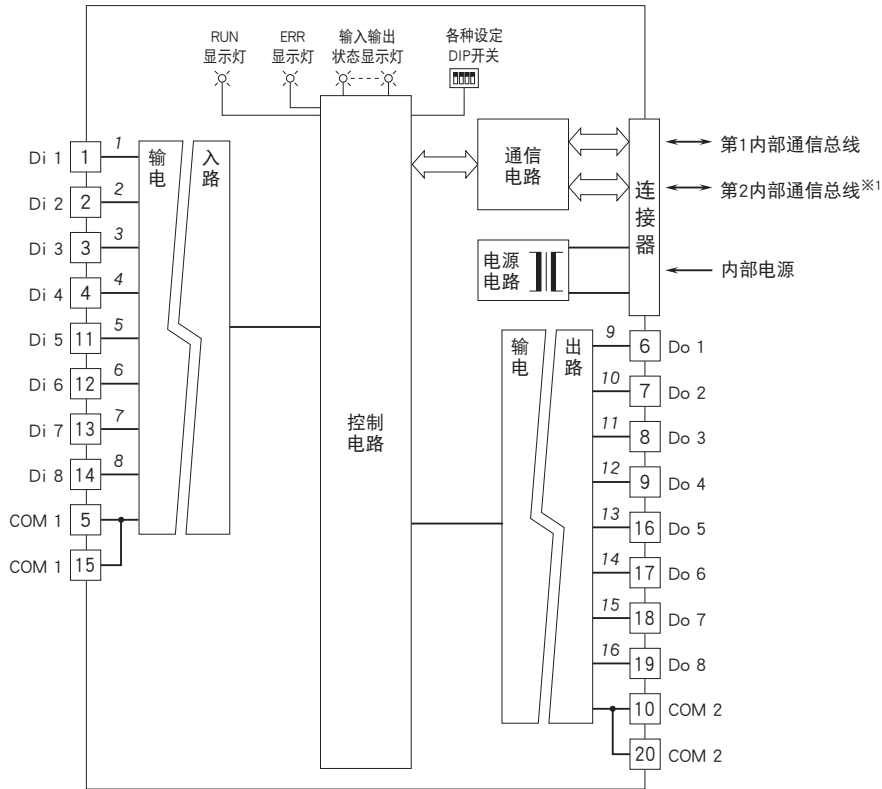 RUN
显示灯
ERR
显示灯
输入输出
状态显示灯
各种设定
DIP开关
Di 1 1 1
Di 2 2 2
Di 3 3 3
Di 4 4 4
Di 5 11 5
Di 6 12 6
Di 7 13 7
Di 8 14 8
COM 1 5
COM 1 15
输入
电路
控制
电路
通信
电路
电源
电路
连接器
第1内部通信总线
第2内部通信总线※1
内部电源
输出
电路
9 6 Do 1
10 7 Do 2
11 8 Do 3
12 9 Do 4
13 16 Do 5
14 17 Do 6
15 18 Do 7
16 19 Do 8
10 COM 2
20 COM 2